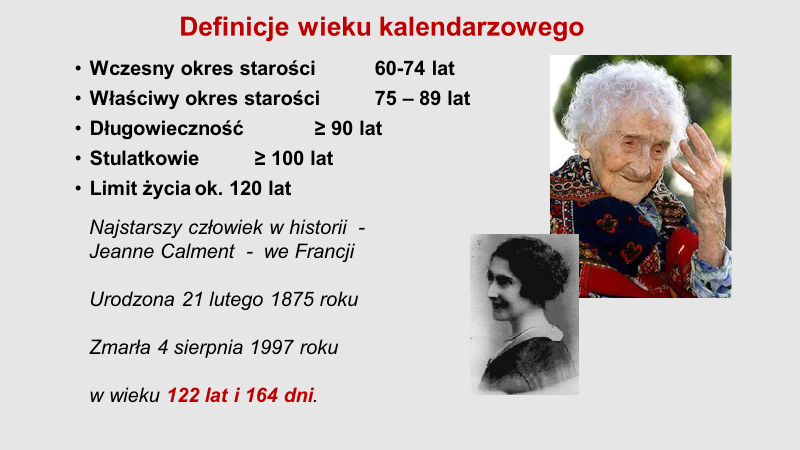 Definicje wieku kalendarzowego
• Wczesny okres starości 60-74 lat
• Właściwy okres starości 75 – 89 lat
• Długowieczność ≥ 90 lat
• Stulatkowie ≥ 100 lat
• Limit życia ok. 120 lat
Najstarszy człowiek w historii -
Jeanne Calment - we Francji
Urodzona 21 lutego 1875 roku
Zmarła 4 sierpnia 1997 roku
w wieku 122 lat i 164 dni.